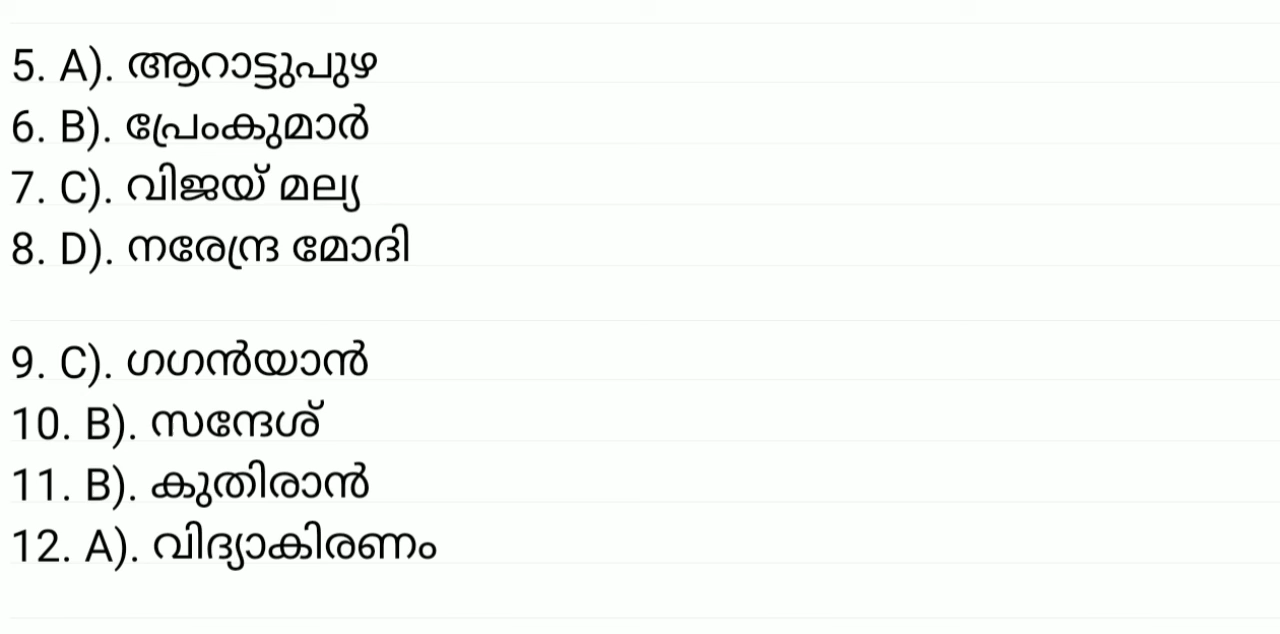 5. A). ആറാട്ടുപുഴ
6. B). പ്രേംകുമാർ
7. C). വിജയ് മല്യ
8. D). നരേന്ദ്ര മോദി
9. C). ഗഗൻയാൻ
10. B). സന്ദേശ്
11. B). കുതിരാൻ
12. A). വിദ്യാകിരണം